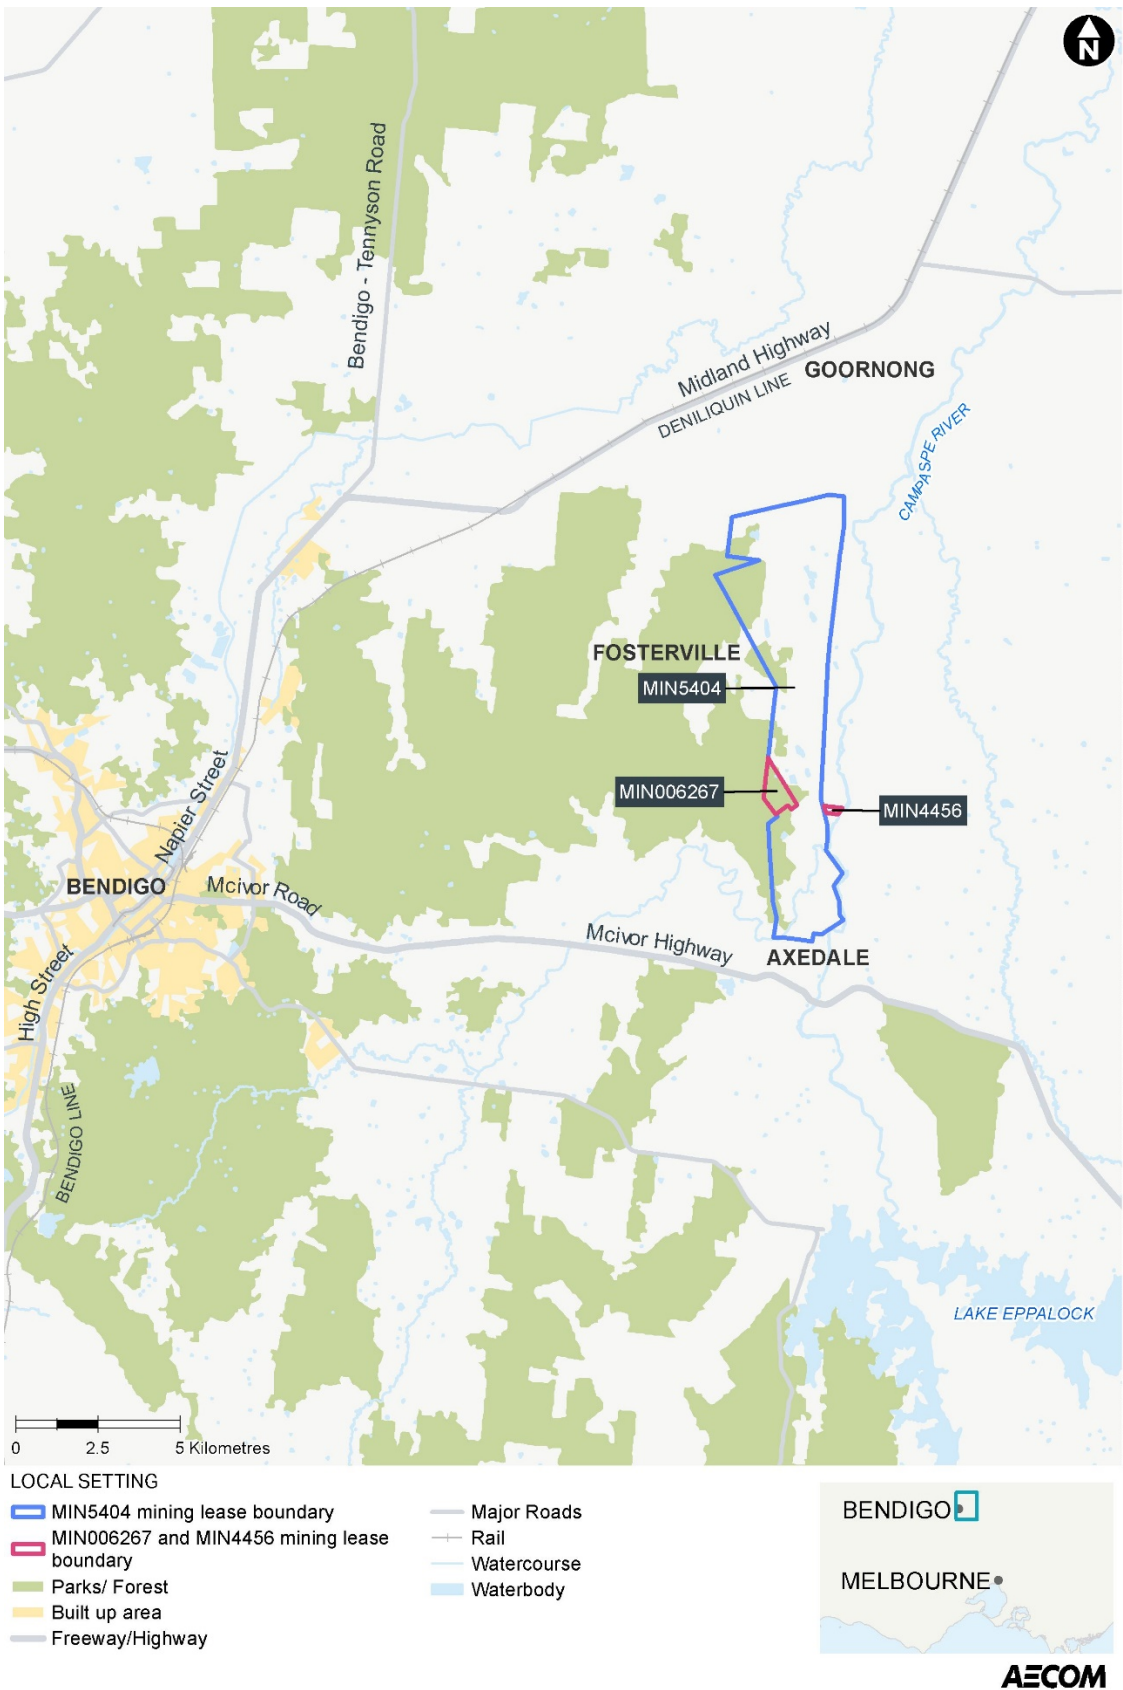 N
Bendigo - Tennyson Road
Midland Highway
GOORNONG
DENILIQUIN LINE
CAMPASPE RIVER
FOSTERVILLE
MIN5404
MIN006267
MIN4456
Napier Street
BENDIGO
Mcivor Road
Mcivor Highway
AXEDALE
High Street
BENDIGO LINE
LAKE EPPALOCK
0 2.5 5 Kilometres
LOCAL SETTING
MIN5404 mining lease boundary
MIN006267 and MIN4456 mining lease
boundary
Parks/ Forest
Built up area
Freeway/Highway
Major Roads
Rail
Watercourse
Waterbody
BENDIGO
MELBOURNE
AECOM